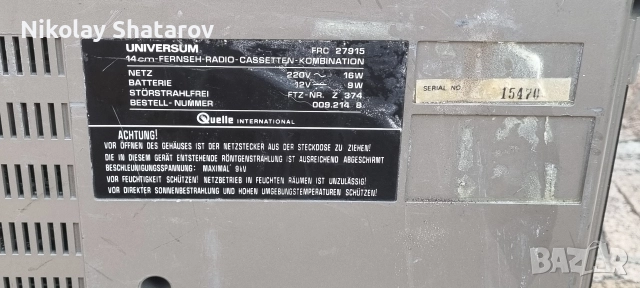 Nikolay Shatarov
UNIVERSUM FRC 27915
14cm-FERNSEH-RADIO-CASSETTEN-KOMBINATION
NETZ 220V ~ 16W
BATTERIE 12V 9W
STÖRSTRAHLFREI FTZ-NR. Z 374
BESTELL-NUMMER 009.214 8
Quelle INTERNATIONAL
SERIAL NO. 15470
ACHTUNG!
VOR ÖFFNEN DES GEHÄUSES IST DER NETZSTECKER AUS DER STECKDOSE ZU ZIEHEN!
DIE IN DIESEM GERÄT ENTSTEHENDE RÖNTGENSTRAHLUNG IST AUSREICHEND ABGESCHIRMT
BESCHLEUNIGUNGSSPANNUNG: MAXIMAL 9kV
VOR FEUCHTIGKEIT SCHÜTZEN! NETZBETRIEB IN FEUCHTEN RÄUMEN IST UNZULÄSSIG!
VOR DIREKTER SONNENBESTRAHLUNG UND HOHEN UMGEBUNGSTEMPERATUREN SCHÜTZEN
BAZAR